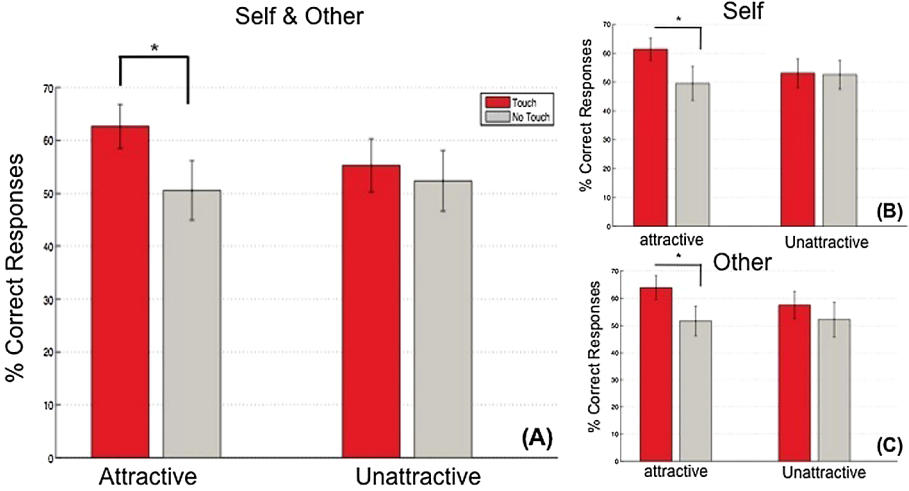 Self & Other
*
70
60
50
40
30
20
10
0
% Correct Responses
Touch
No Touch
Attractive
Unattractive
(A)
Self
*
70
60
50
40
30
20
10
0
% Correct Responses
attractive
Unattractive
(B)
Other
*
70
60
50
40
30
20
10
0
% Correct Responses
attractive
Unattractive
(C)